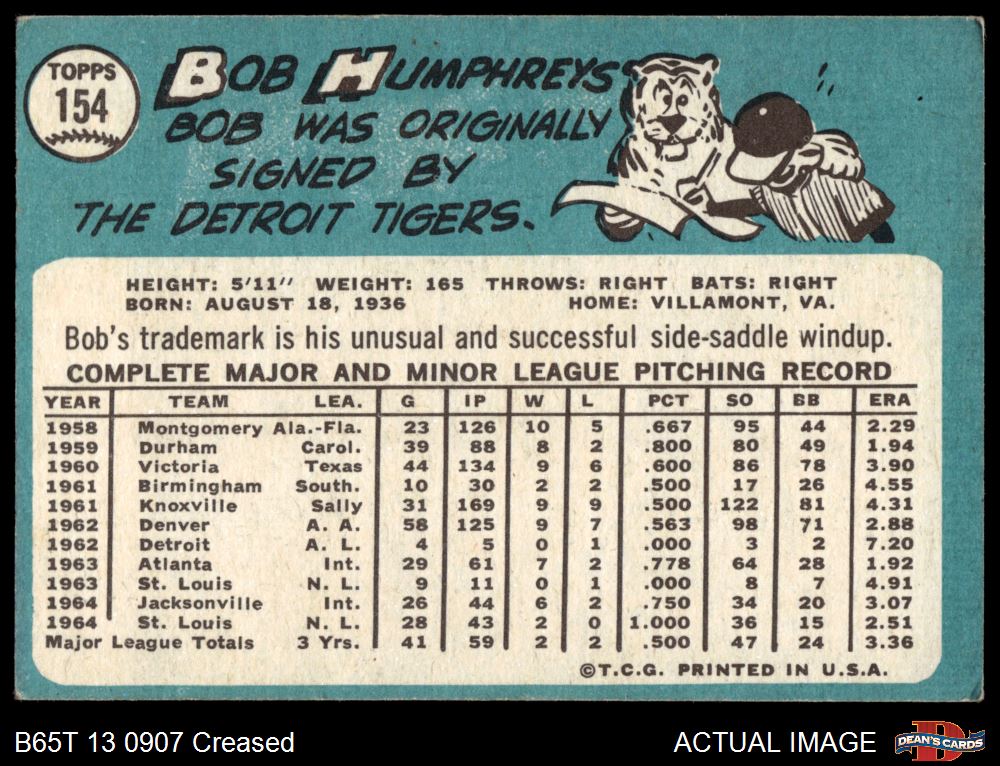 TOPPS
154
BOB HUMPHREYS
BOB WAS ORIGINALLY
SIGNED BY
THE DETROIT TIGERS.
HEIGHT: 5'11" WEIGHT: 165 THROWS: RIGHT BATS: RIGHT
BORN: AUGUST 18, 1936 HOME: VILLAMONT, VA.
Bob's trademark is his unusual and successful side-saddle windup.
COMPLETE MAJOR AND MINOR LEAGUE PITCHING RECORD
YEAR TEAM LEA. G IP W L PCT SO BB ERA
1958 Montgomery Ala.-Fla. 23 126 10 5 .667 95 44 2.29
1959 Durham Carol. 39 88 8 2 .800 80 49 1.94
1960 Victoria Texas 44 134 9 6 .600 86 78 3.90
1961 Birmingham South. 10 30 2 2 .500 17 26 4.55
1961 Knoxville Sally 31 169 9 9 .500 122 81 4.31
1962 Denver A. A. 58 125 9 7 .563 98 71 2.88
1962 Detroit A. L. 4 5 0 1 .000 3 2 7.20
1963 Atlanta Int. 29 61 7 2 .778 64 28 1.92
1963 St. Louis N. L. 9 11 0 1 .000 8 7 4.91
1964 Jacksonville Int. 26 44 6 2 .750 34 20 3.07
1964 St. Louis N. L. 28 43 2 0 1.000 36 15 2.51
Major League Totals 3 Yrs. 41 59 2 2 .500 47 24 3.36
©T.C.G. PRINTED IN U.S.A.
B65T 13 0907 Creased
ACTUAL IMAGE
DEAN'S CARDS